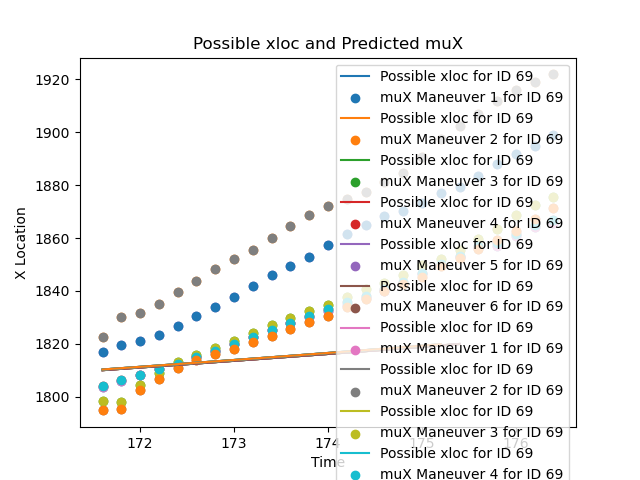 Possible xloc and Predicted muX
1920
1900
1880
1860
1840
1820
1800
X Location
172
173
174
175
176
Time
Possible xloc for ID 69
muX Maneuver 1 for ID 69
Possible xloc for ID 69
muX Maneuver 2 for ID 69
Possible xloc for ID 69
muX Maneuver 3 for ID 69
Possible xloc for ID 69
muX Maneuver 4 for ID 69
Possible xloc for ID 69
muX Maneuver 5 for ID 69
Possible xloc for ID 69
muX Maneuver 6 for ID 69
Possible xloc for ID 69
muX Maneuver 1 for ID 69
Possible xloc for ID 69
muX Maneuver 2 for ID 69
Possible xloc for ID 69
muX Maneuver 3 for ID 69
Possible xloc for ID 69
muX Maneuver 4 for ID 69